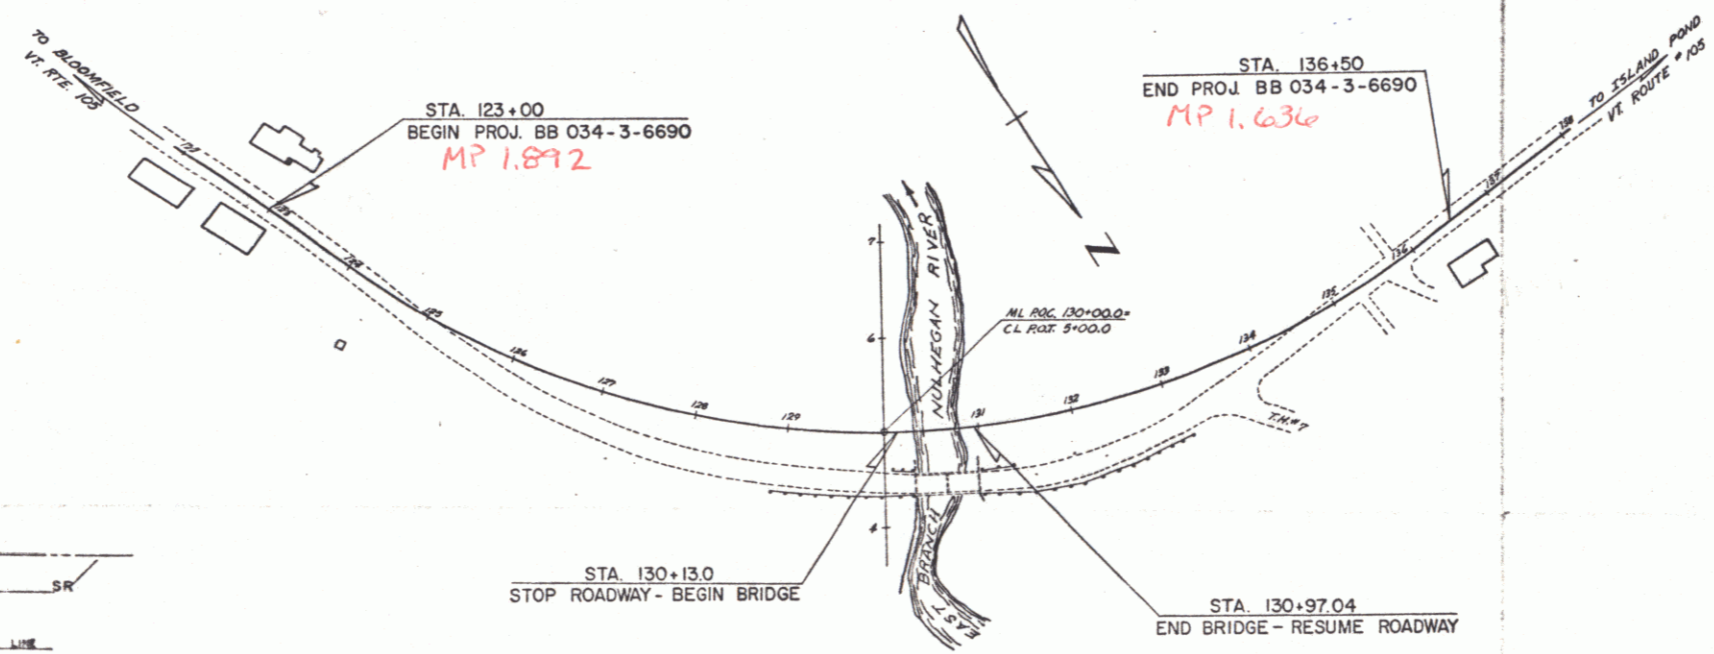 TO BLOOMFIELD
VT. RTE. 105
STA. 123+00
BEGIN PROJ. BB 034-3-6690
MP 1.892
STA. 136+50
END PROJ. BB 034-3-6690
MP 1.636
TO ISLAND POND
VT. ROUTE #105
N
ML P.O.C. 130+00.0=
CL P.O.T. 5+00.0
NULHEGAN RIVER
7
6
4
122
123
124
125
126
127
128
129
131
132
133
134
135
136
137
138
T.H.#7
EAST BRANCH
STA. 130+13.0
STOP ROADWAY - BEGIN BRIDGE
STA. 130+97.04
END BRIDGE - RESUME ROADWAY
SR
LINE